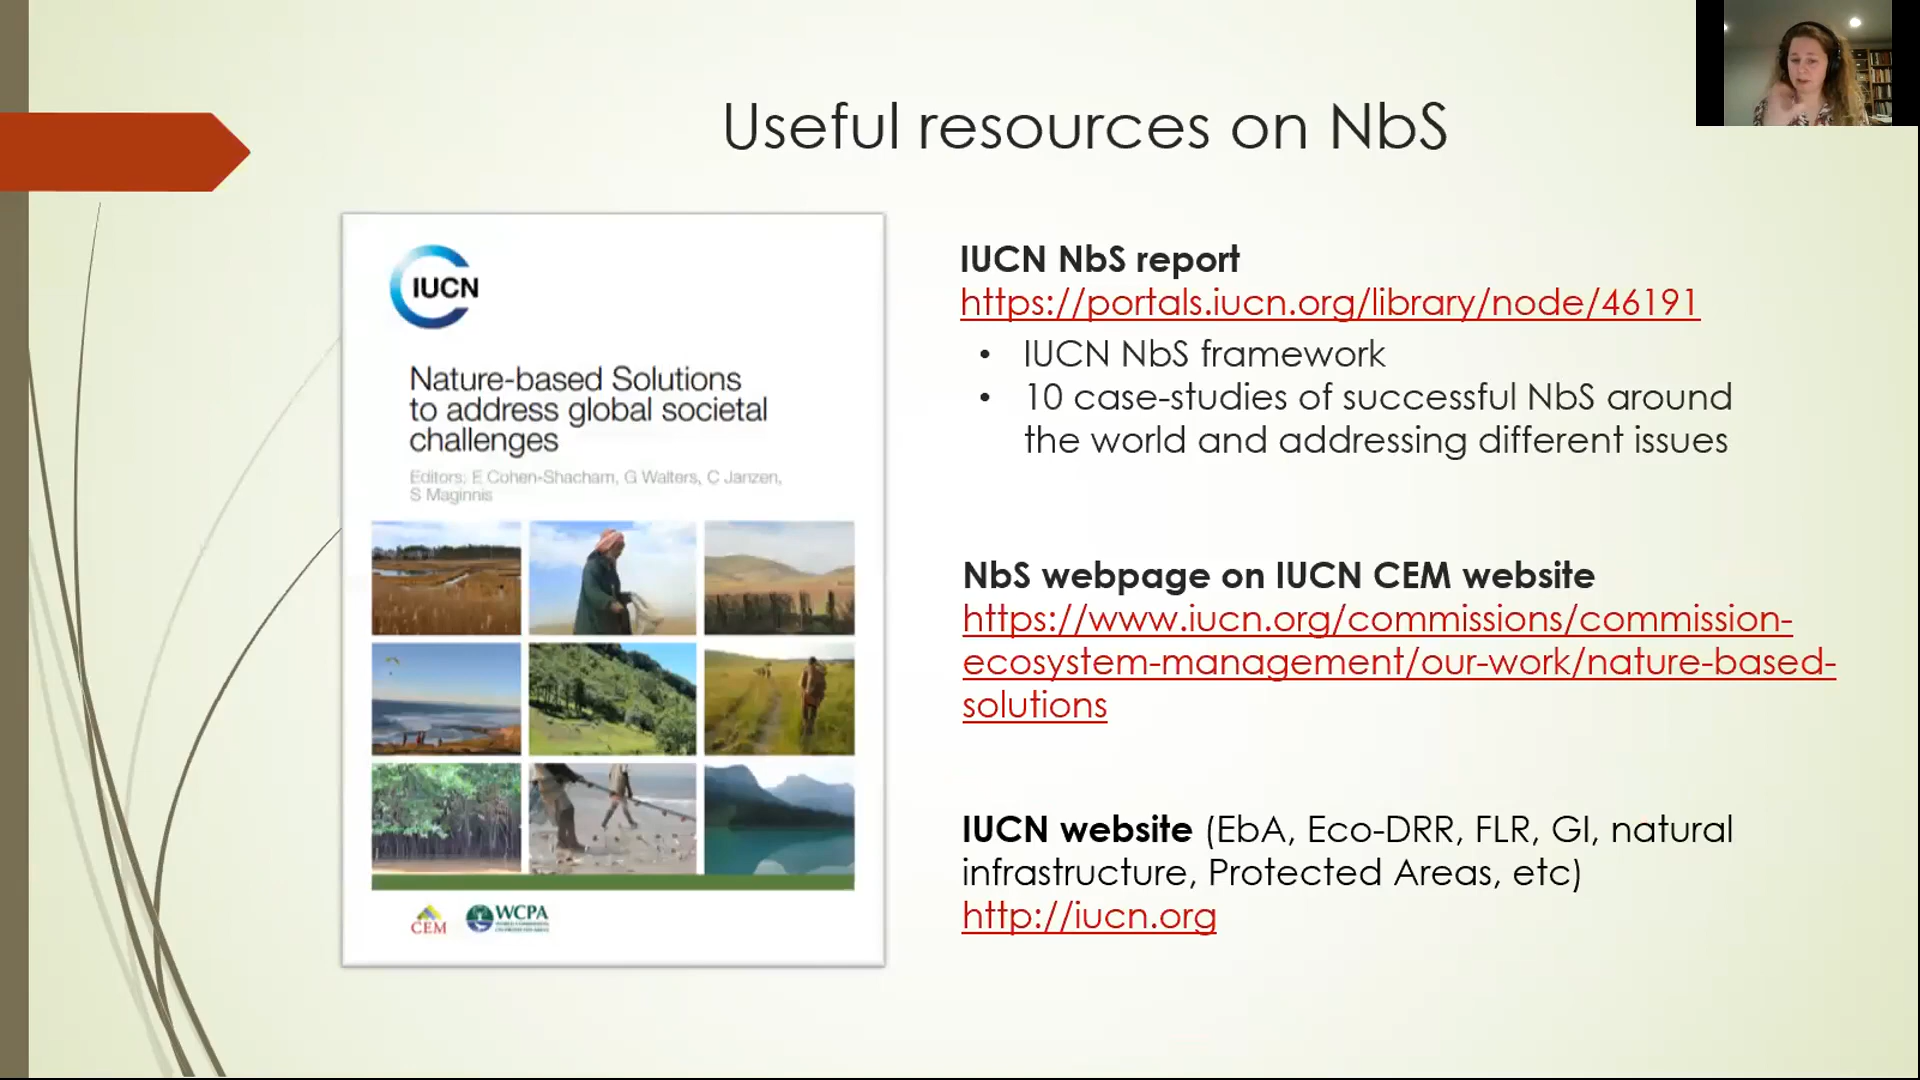 Useful resources on NbS
IUCN
Nature-based Solutions
to address global societal
challenges
Editors: E Cohen-Shacham, G Walters, C Janzen,
S Maginnis
CEM
WCPA
IUCN NbS report
https://portals.iucn.org/library/node/46191
• IUCN NbS framework
• 10 case-studies of successful NbS around
the world and addressing different issues
NbS webpage on IUCN CEM website
https://www.iucn.org/commissions/commission-
ecosystem-management/our-work/nature-based-
solutions
IUCN website (EbA, Eco-DRR, FLR, GI, natural
infrastructure, Protected Areas, etc)
http://iucn.org